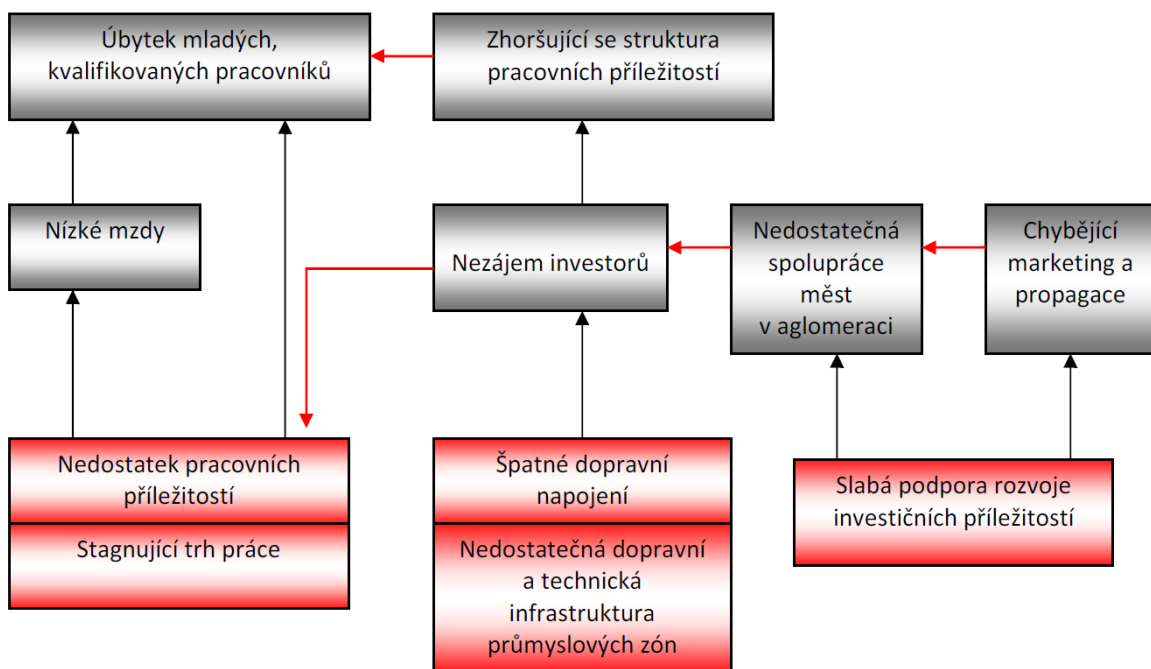 Úbytek mladých,
kvalifikovaných pracovníků
Zhoršující se struktura
pracovních příležitostí
Nízké mzdy
Nezájem investorů
Nedostatečná
spolupráce
měst
v aglomeraci
Chybějící
marketing a
propagace
Nedostatek pracovních
příležitostí
Stagnující trh práce
Špatné dopravní
napojení
Nedostatečná dopravní
a technická
infrastruktura
průmyslových zón
Slabá podpora rozvoje
investičních příležitostí